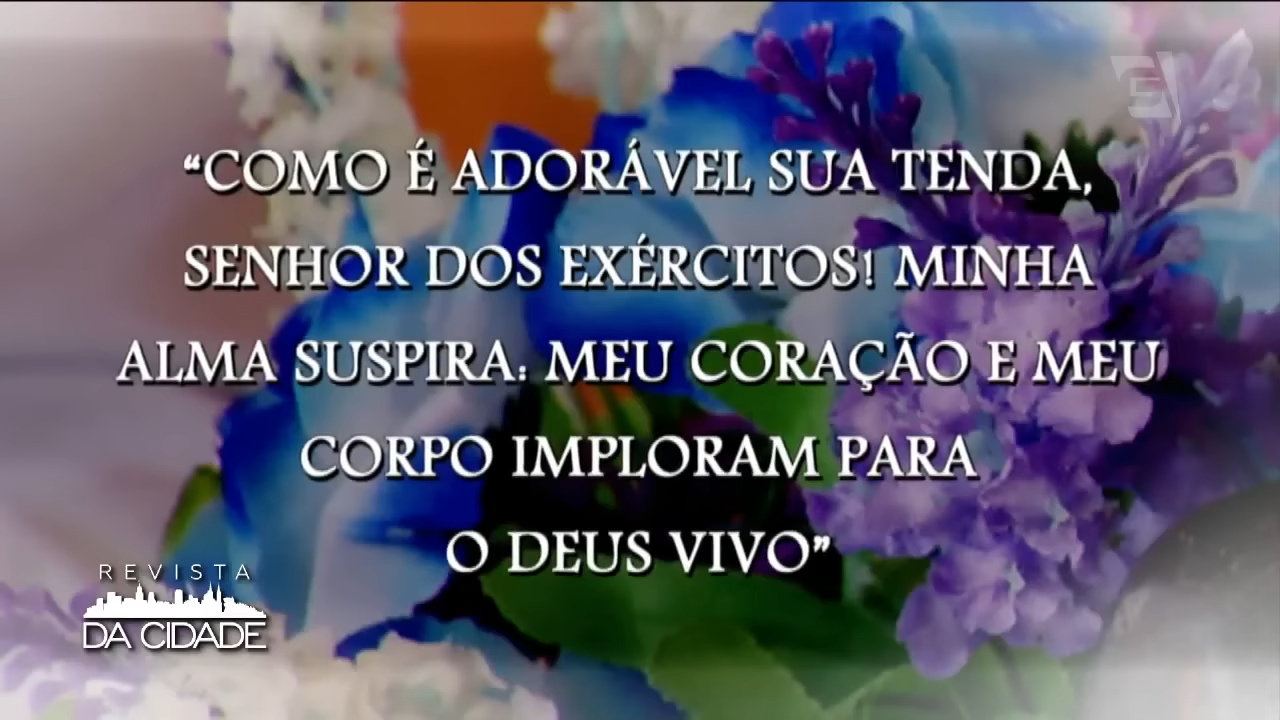 “COMO É ADORÁVEL SUA TENDA,
SENHOR DOS EXÉRCITOS! MINHA
ALMA SUSPIRA: MEU CORAÇÃO E MEU
CORPO IMPLORAM PARA
O DEUS VIVO”
REVISTA
DA CIDADE